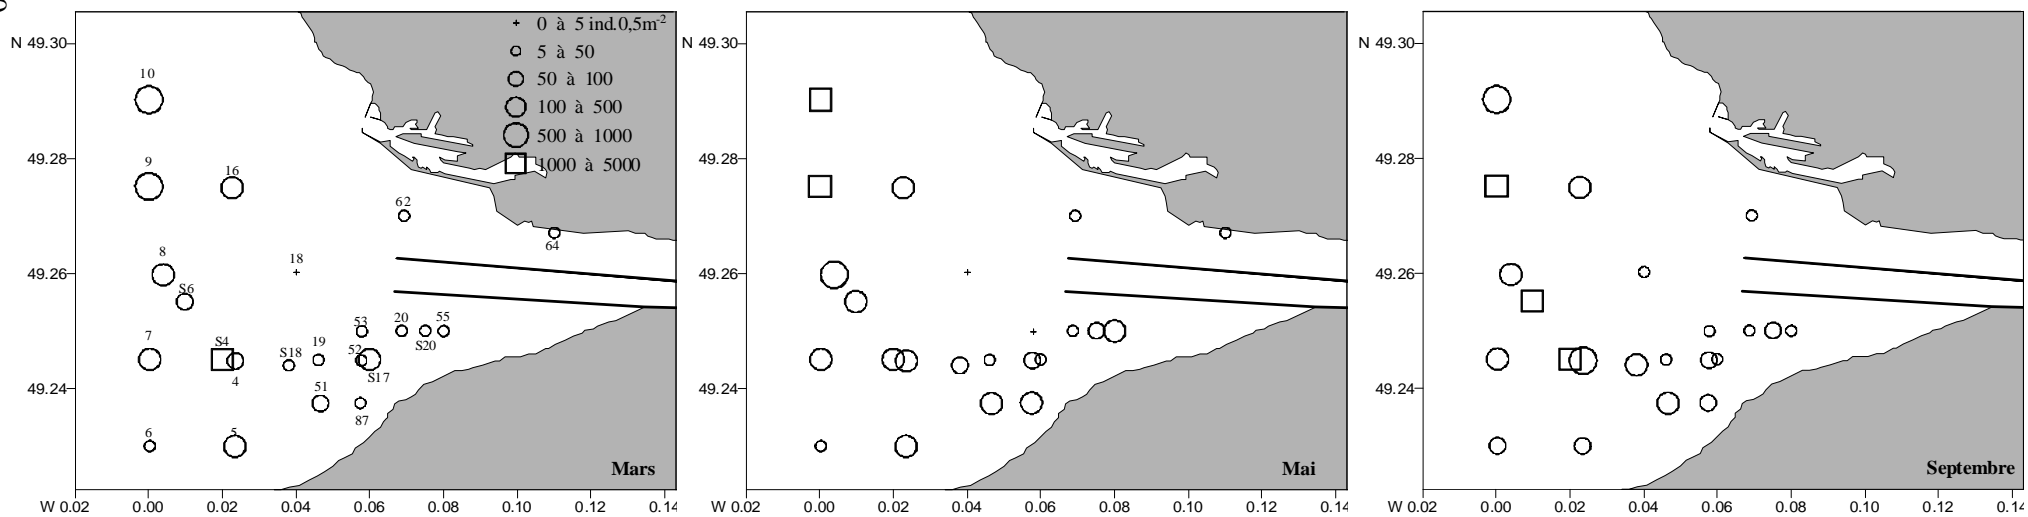 0 à 5 ind.0,5m-2
5 à 50
50 à 100
100 à 500
500 à 1000
1000 à 5000
N 49.30
49.28
49.26
49.24
10
9
16
62
64
8
18
S6
53
20
55
7
S4
S18
19
52
S20
4
S17
51
87
6
5
Mars
W 0.02 0.00 0.02 0.04 0.06 0.08 0.10 0.12 0.14
N 49.30
49.28
49.26
49.24
Mai
W 0.02 0.00 0.02 0.04 0.06 0.08 0.10 0.12 0.14
N 49.30
49.28
49.26
49.24
Septembre
W 0.02 0.00 0.02 0.04 0.06 0.08 0.10 0.12 0.14